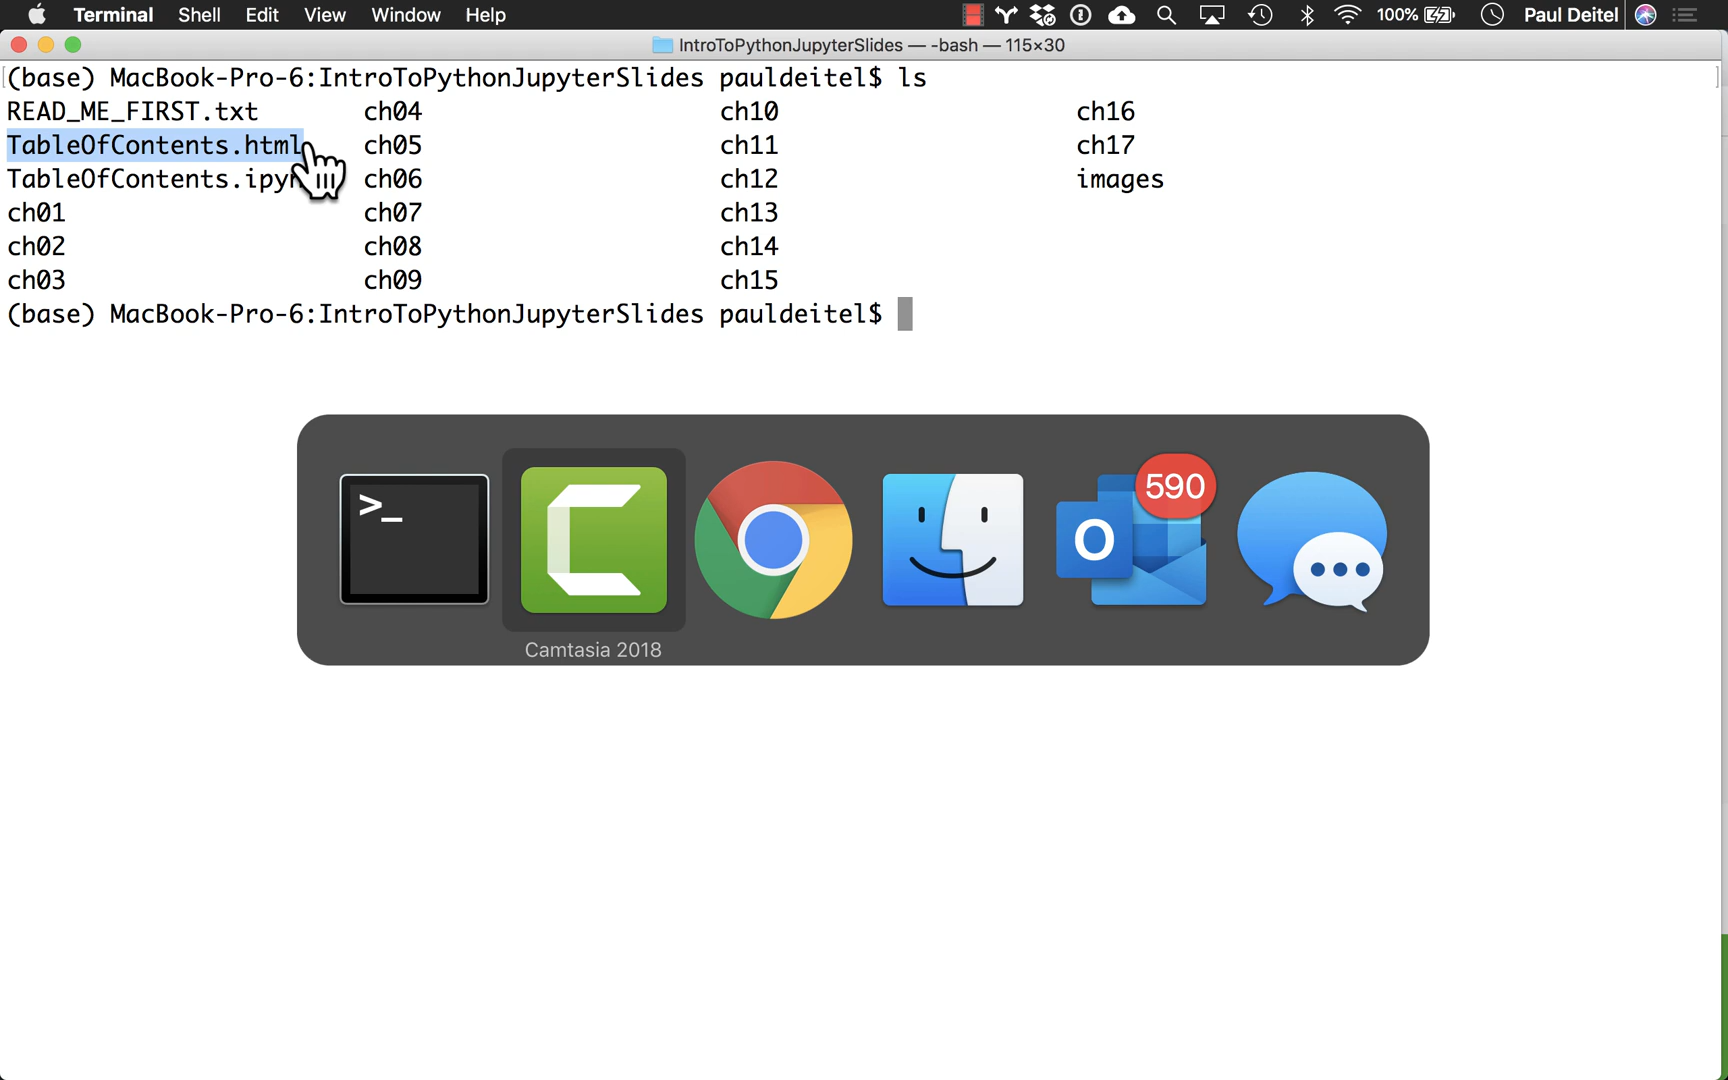 Terminal Shell Edit View Window Help 100% Paul Deitel
IntroToPythonJupyterSlides — -bash — 115×30
(base) MacBook-Pro-6:IntroToPythonJupyterSlides pauldeitel$ ls
READ_ME_FIRST.txt ch04 ch10 ch16
TableOfContents.html ch05 ch11 ch17
TableOfContents.ipyn ch06 ch12 images
ch01 ch07 ch13
ch02 ch08 ch14
ch03 ch09 ch15
(base) MacBook-Pro-6:IntroToPythonJupyterSlides pauldeitel$
>_
590
O
Camtasia 2018